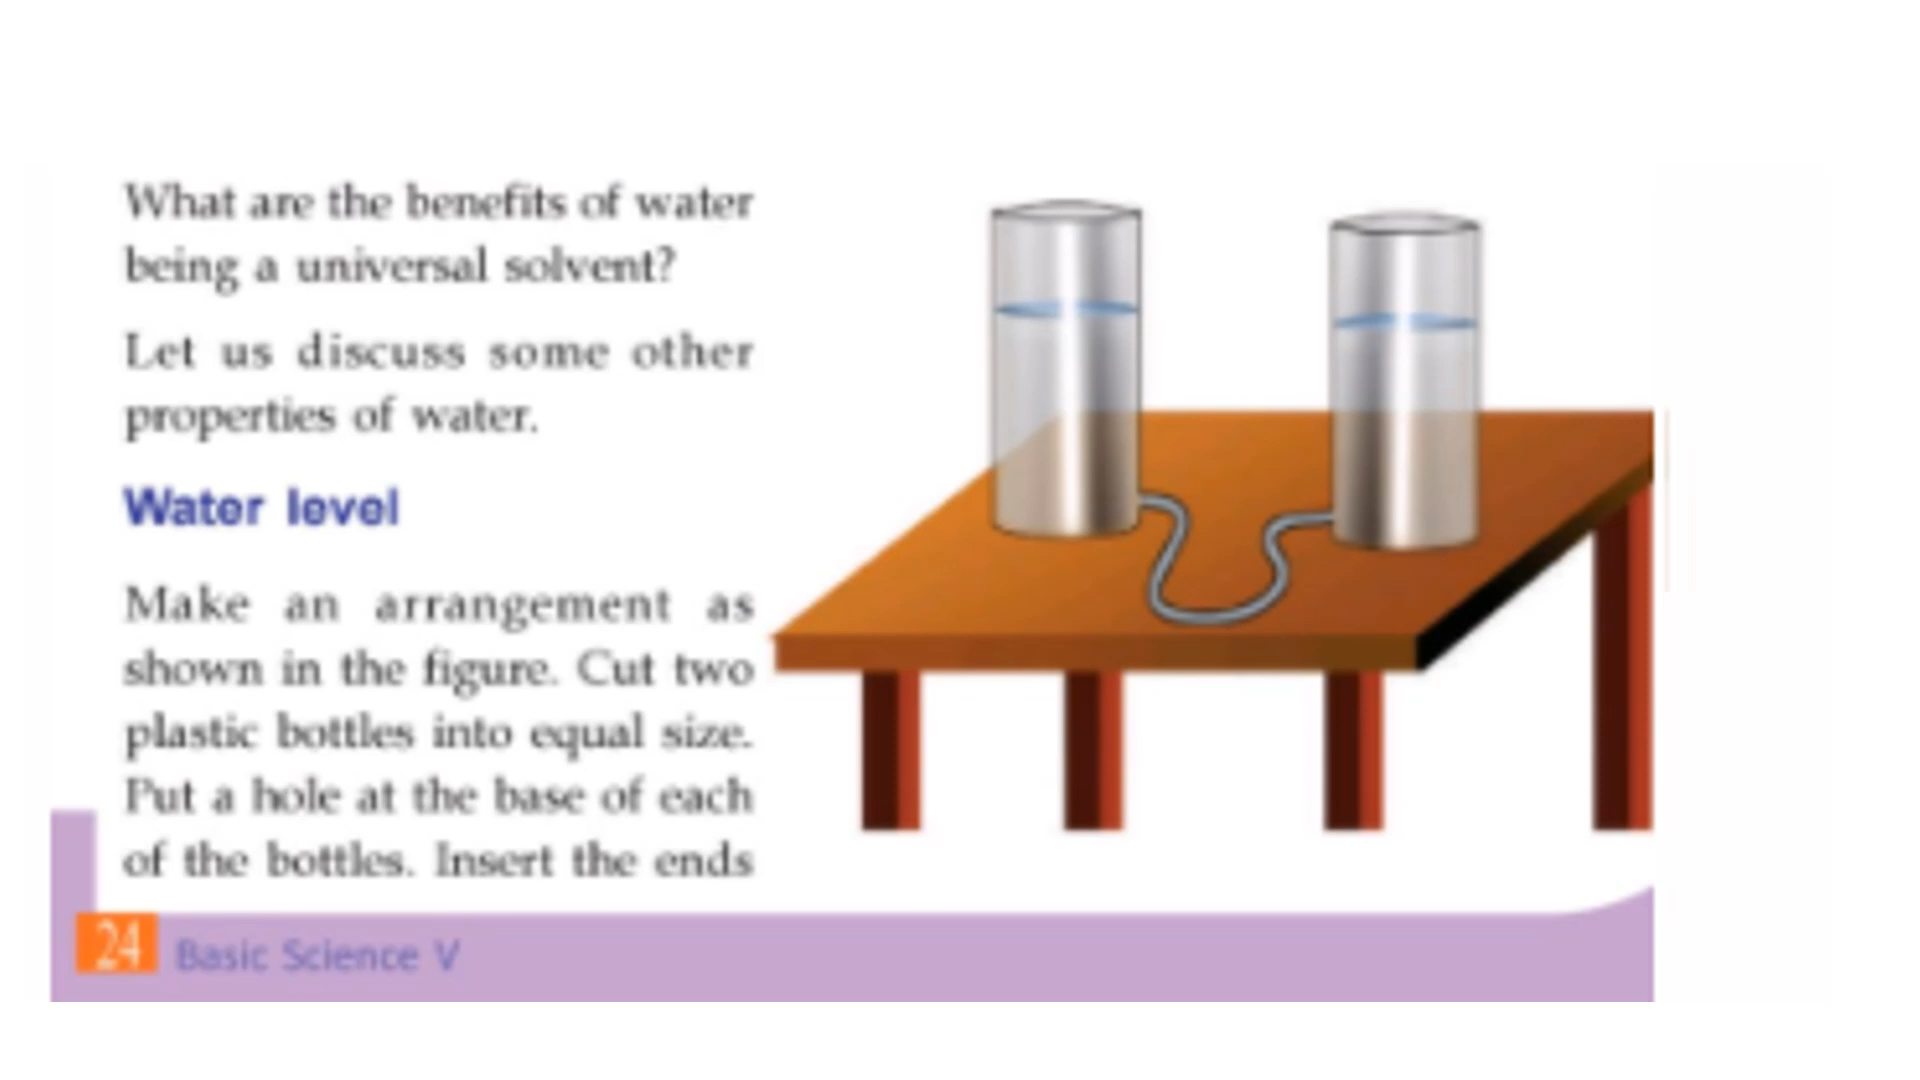 What are the benefits of water
being a universal solvent?
Let us discuss some other
properties of water.
Water level
Make an arrangement as
shown in the figure. Cut two
plastic bottles into equal size.
Put a hole at the base of each
of the bottles. Insert the ends
24 Basic Science V